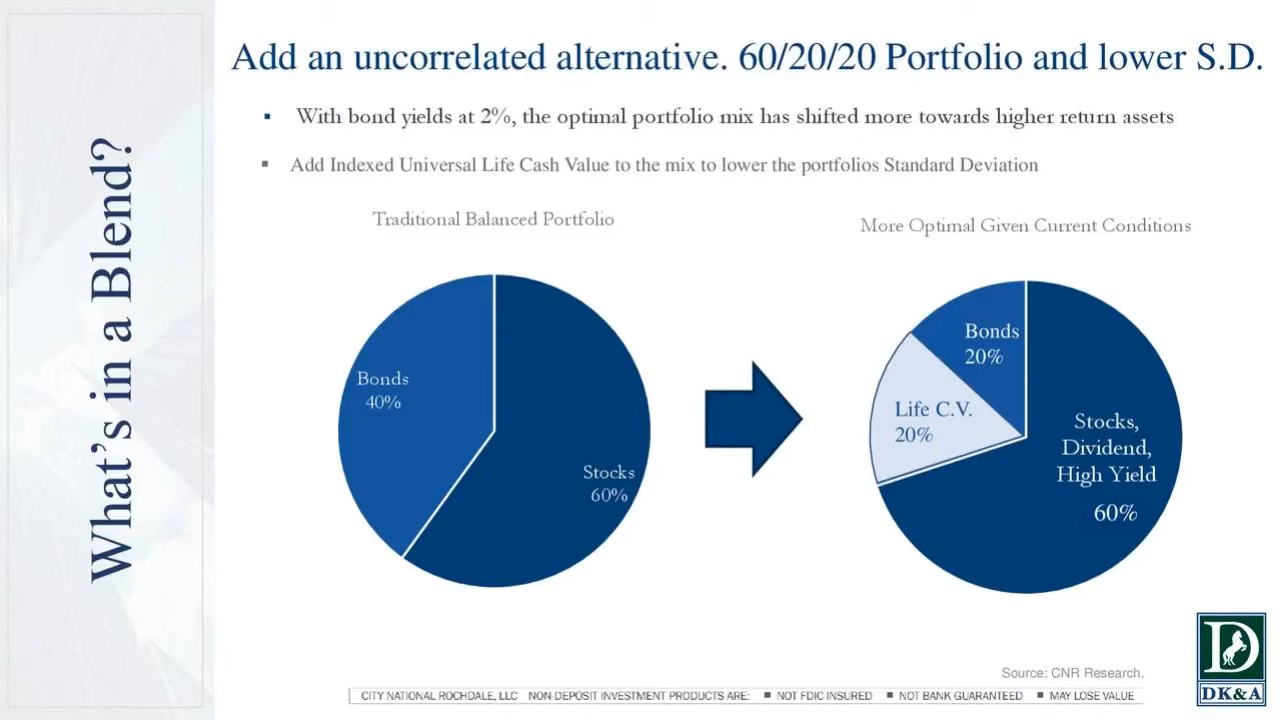 What's in a Blend?
Add an uncorrelated alternative. 60/20/20 Portfolio and lower S.D.
▪ With bond yields at 2%, the optimal portfolio mix has shifted more towards higher return assets
▪ Add Indexed Universal Life Cash Value to the mix to lower the portfolios Standard Deviation
Traditional Balanced Portfolio
Bonds
40%
Stocks
60%
More Optimal Given Current Conditions
Bonds
20%
Life C.V.
20%
Stocks,
Dividend,
High Yield
60%
Source: CNR Research.
CITY NATIONAL ROCHDALE, LLC NON-DEPOSIT INVESTMENT PRODUCTS ARE: ■ NOT FDIC INSURED ■ NOT BANK GUARANTEED ■ MAY LOSE VALUE
D
DK&A